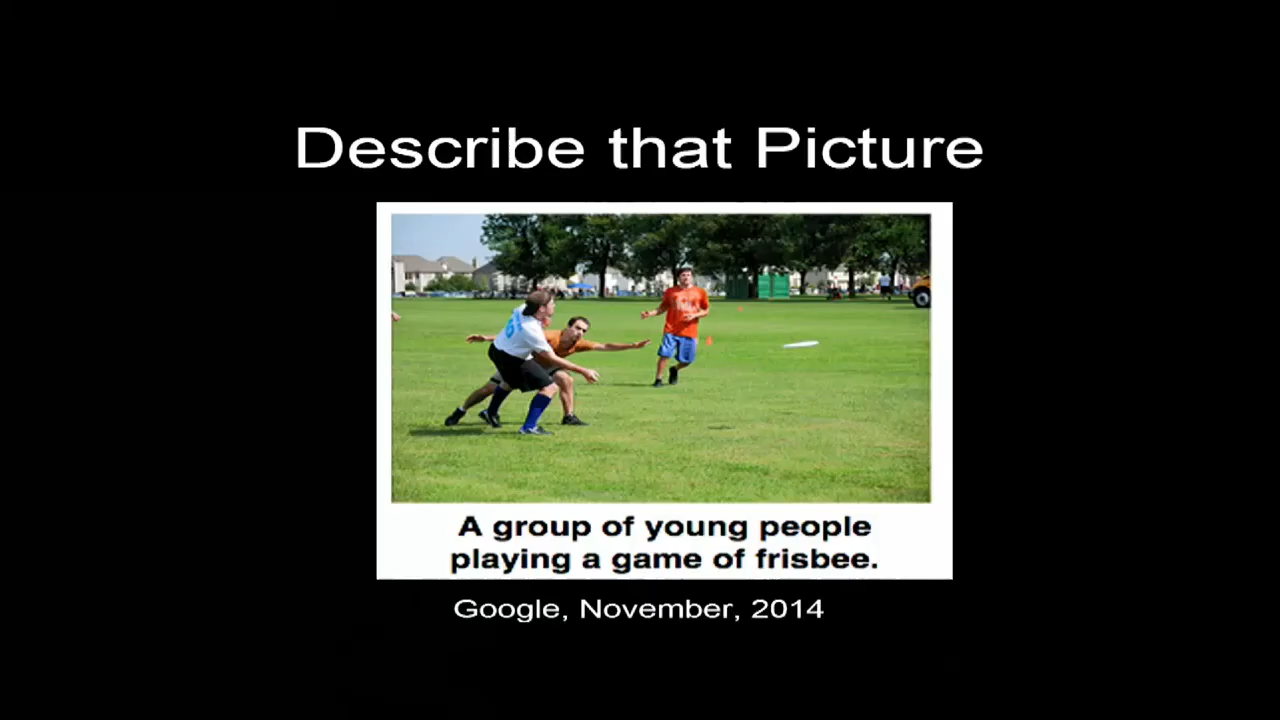 Describe that Picture
A group of young people
playing a game of frisbee.
Google, November, 2014